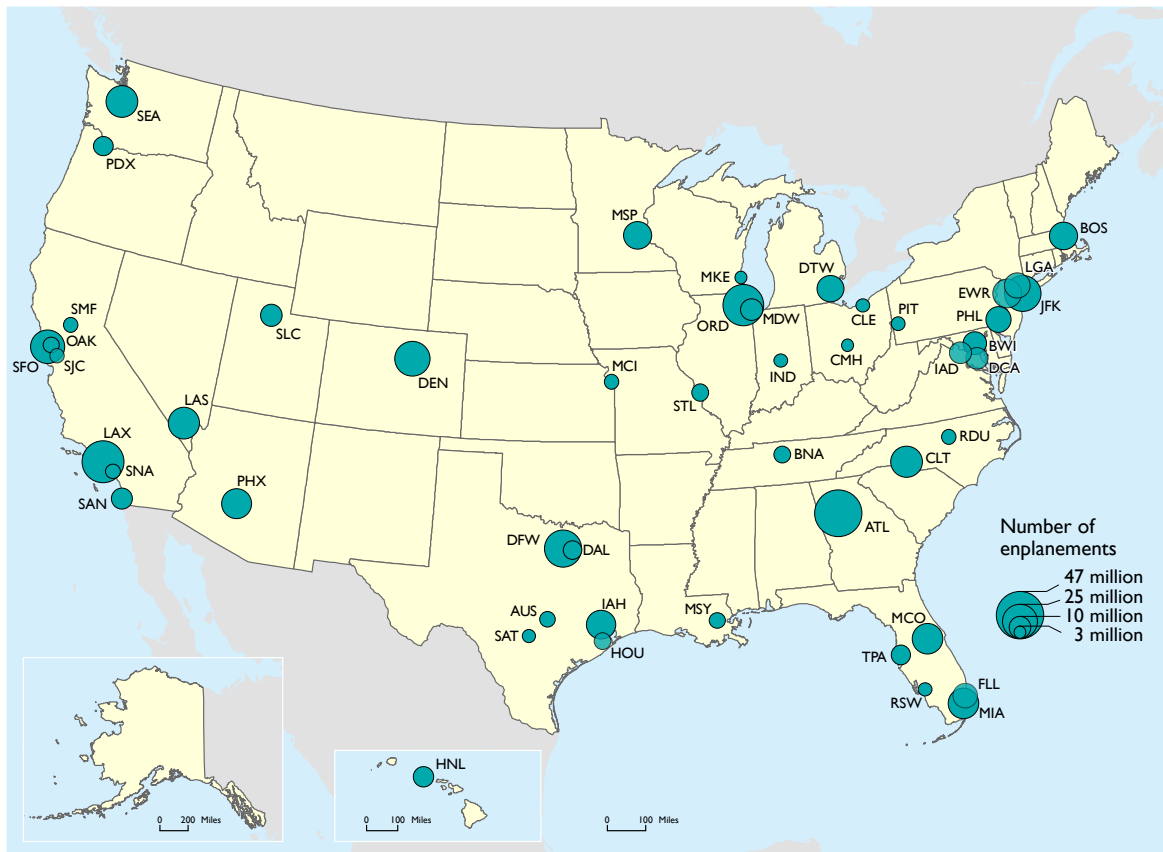 SEA
PDX
MSP
BOS
LGA
MKE
DTW
EWR
JFK
SMF
OAK
SLC
ORD
MDW
CLE
PIT
PHL
SFO
SJC
DEN
MCI
IND
CMH
BWI
IAD
DCA
LAS
STL
LAX
SNA
BNA
RDU
CLT
SAN
PHX
ATL
DFW
DAL
Number of
enplanements
47 million
25 million
10 million
3 million
AUS
IAH
MSY
SAT
HOU
MCO
TPA
RSW
FLL
MIA
HNL
0 200 Miles
0 100 Miles
0 100 Miles